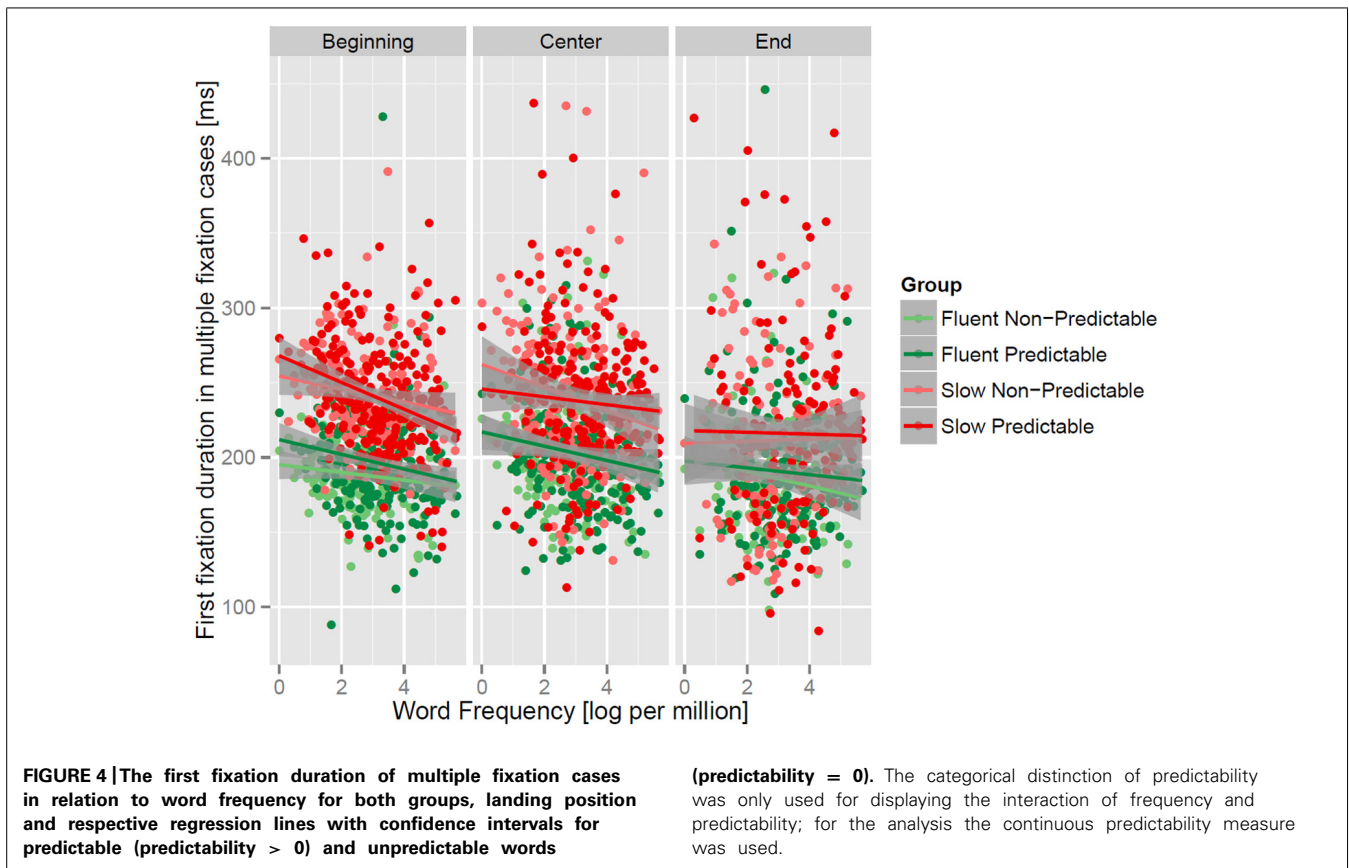 Beginning
Center
End
First fixation duration in multiple fixation cases [ms]
400
300
200
100
0 2 4
0 2 4
0 2 4
Word Frequency [log per million]
Group
Fluent Non−Predictable
Fluent Predictable
Slow Non−Predictable
Slow Predictable
FIGURE 4 | The first fixation duration of multiple fixation cases
in relation to word frequency for both groups, landing position
and respective regression lines with confidence intervals for
predictable (predictability > 0) and unpredictable words
(predictability = 0). The categorical distinction of predictability
was only used for displaying the interaction of frequency and
predictability; for the analysis the continuous predictability measure
was used.